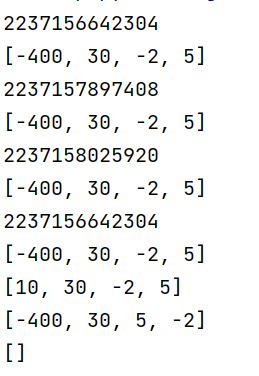 2237156642304
[-400, 30, -2, 5]
2237157897408
[-400, 30, -2, 5]
2237158025920
[-400, 30, -2, 5]
2237156642304
[-400, 30, -2, 5]
[10, 30, -2, 5]
[-400, 30, 5, -2]
[]